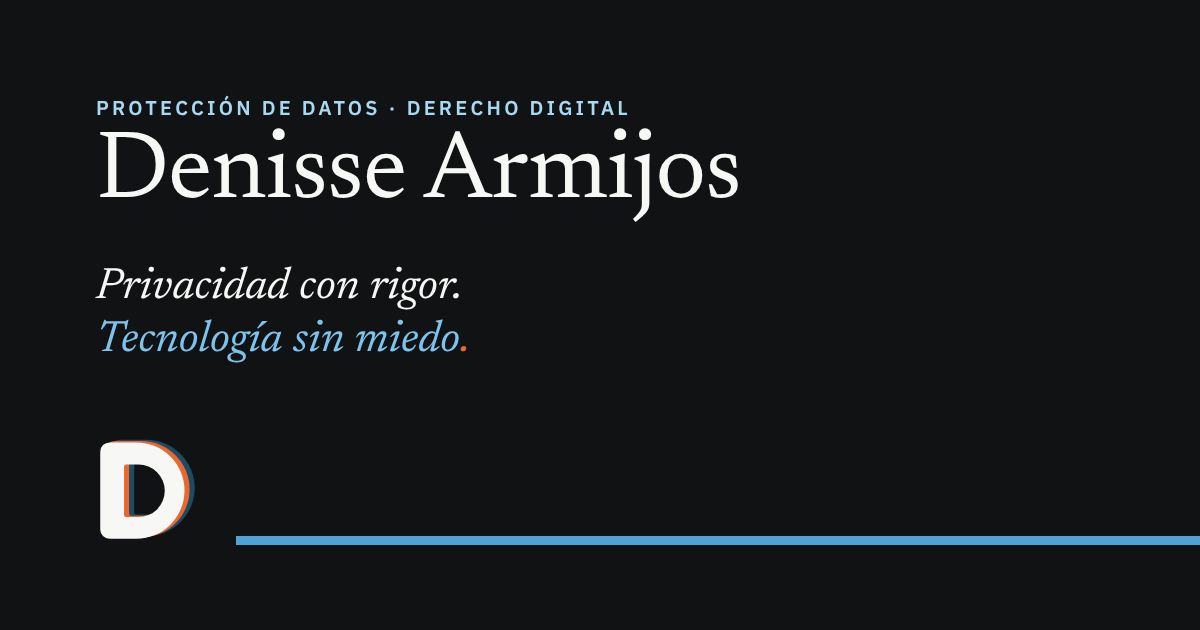 PROTECCIÓN DE DATOS · DERECHO DIGITAL
Denisse Armijos
Privacidad con rigor.
Tecnología sin miedo.
D